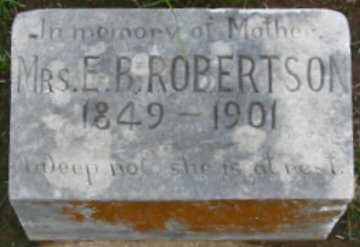 In memory of Mother.
MRS. E. B. ROBERTSON
1849 – 1901
Weep not, she is at rest.